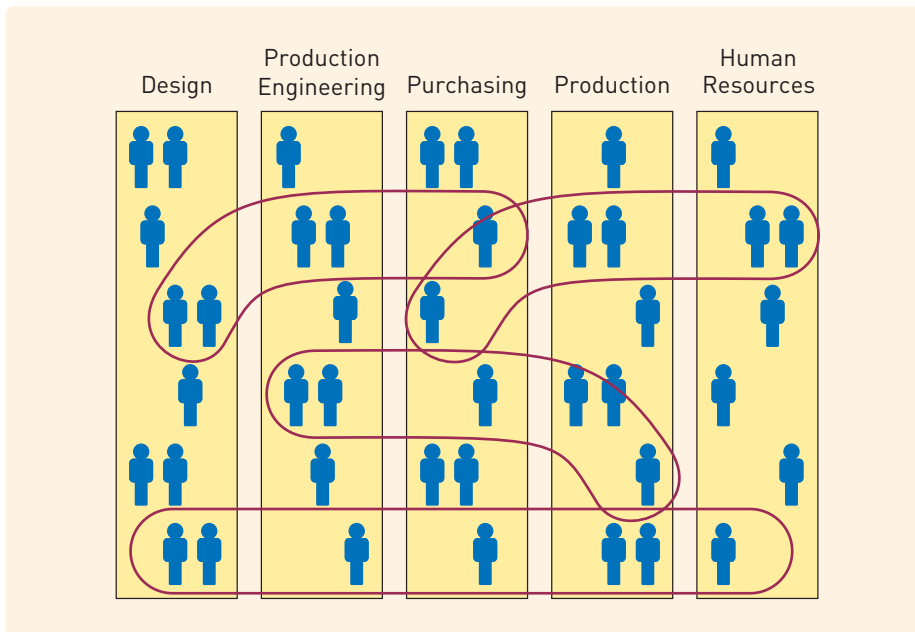 Design
Production
Engineering
Purchasing
Production
Human
Resources